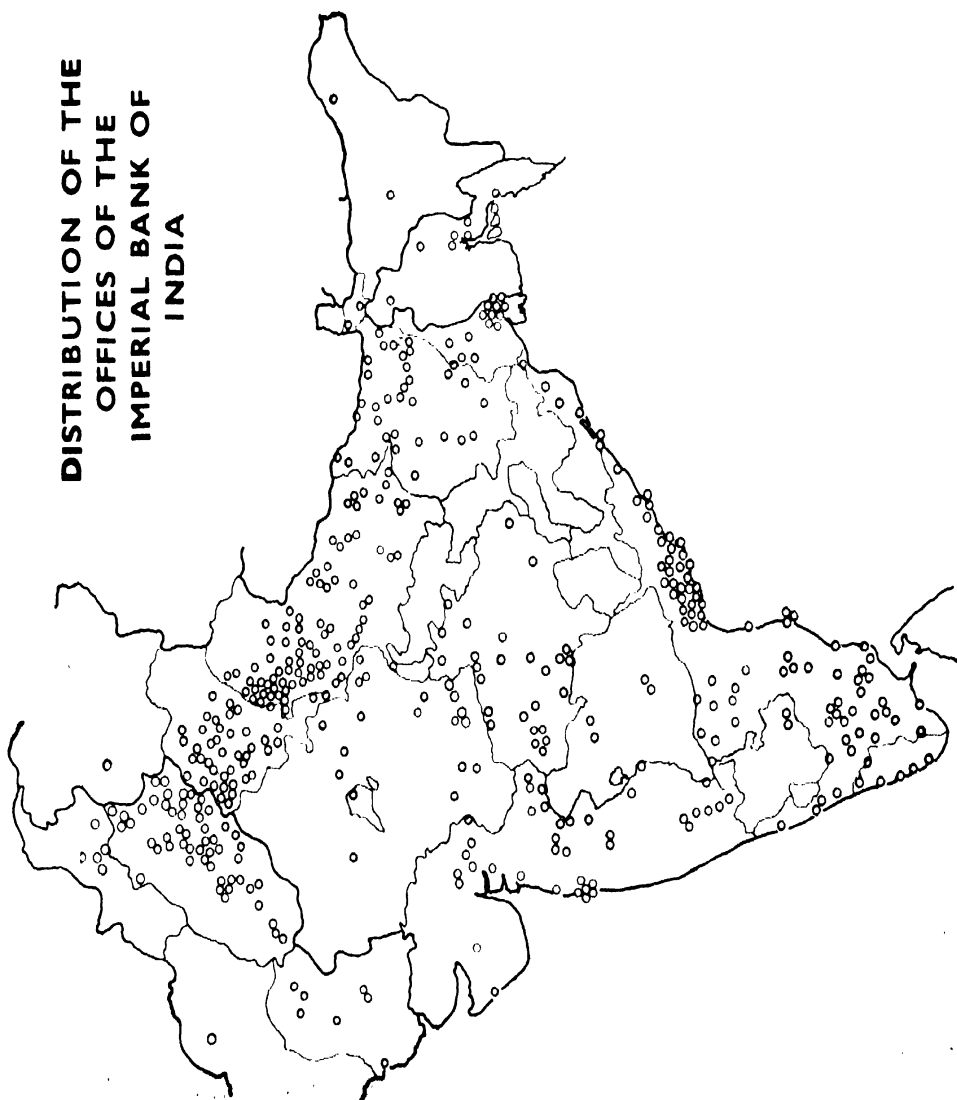 DISTRIBUTION OF THE
OFFICES OF THE
IMPERIAL BANK OF
INDIA